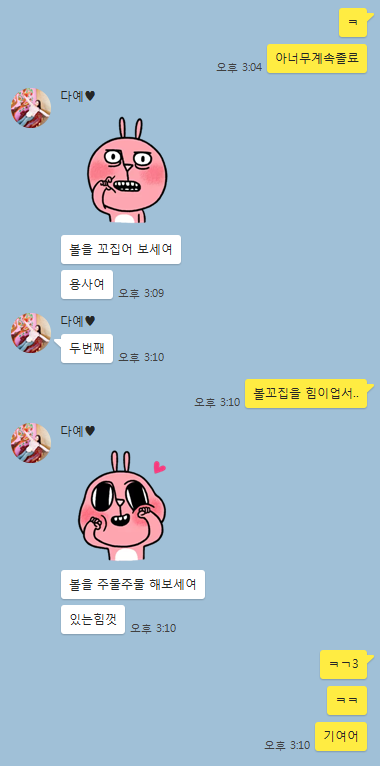 ㅋ
아너무계속졸료
오후 3:04
다예♥
볼을 꼬집어 보세여
용사여
오후 3:09
다예♥
두번째
오후 3:10
볼꼬집을 힘이업서..
오후 3:10
다예♥
볼을 주물주물 해보세여
있는힘껏
오후 3:10
ㅋㄱ3
ㅋㅋ
기여어
오후 3:10